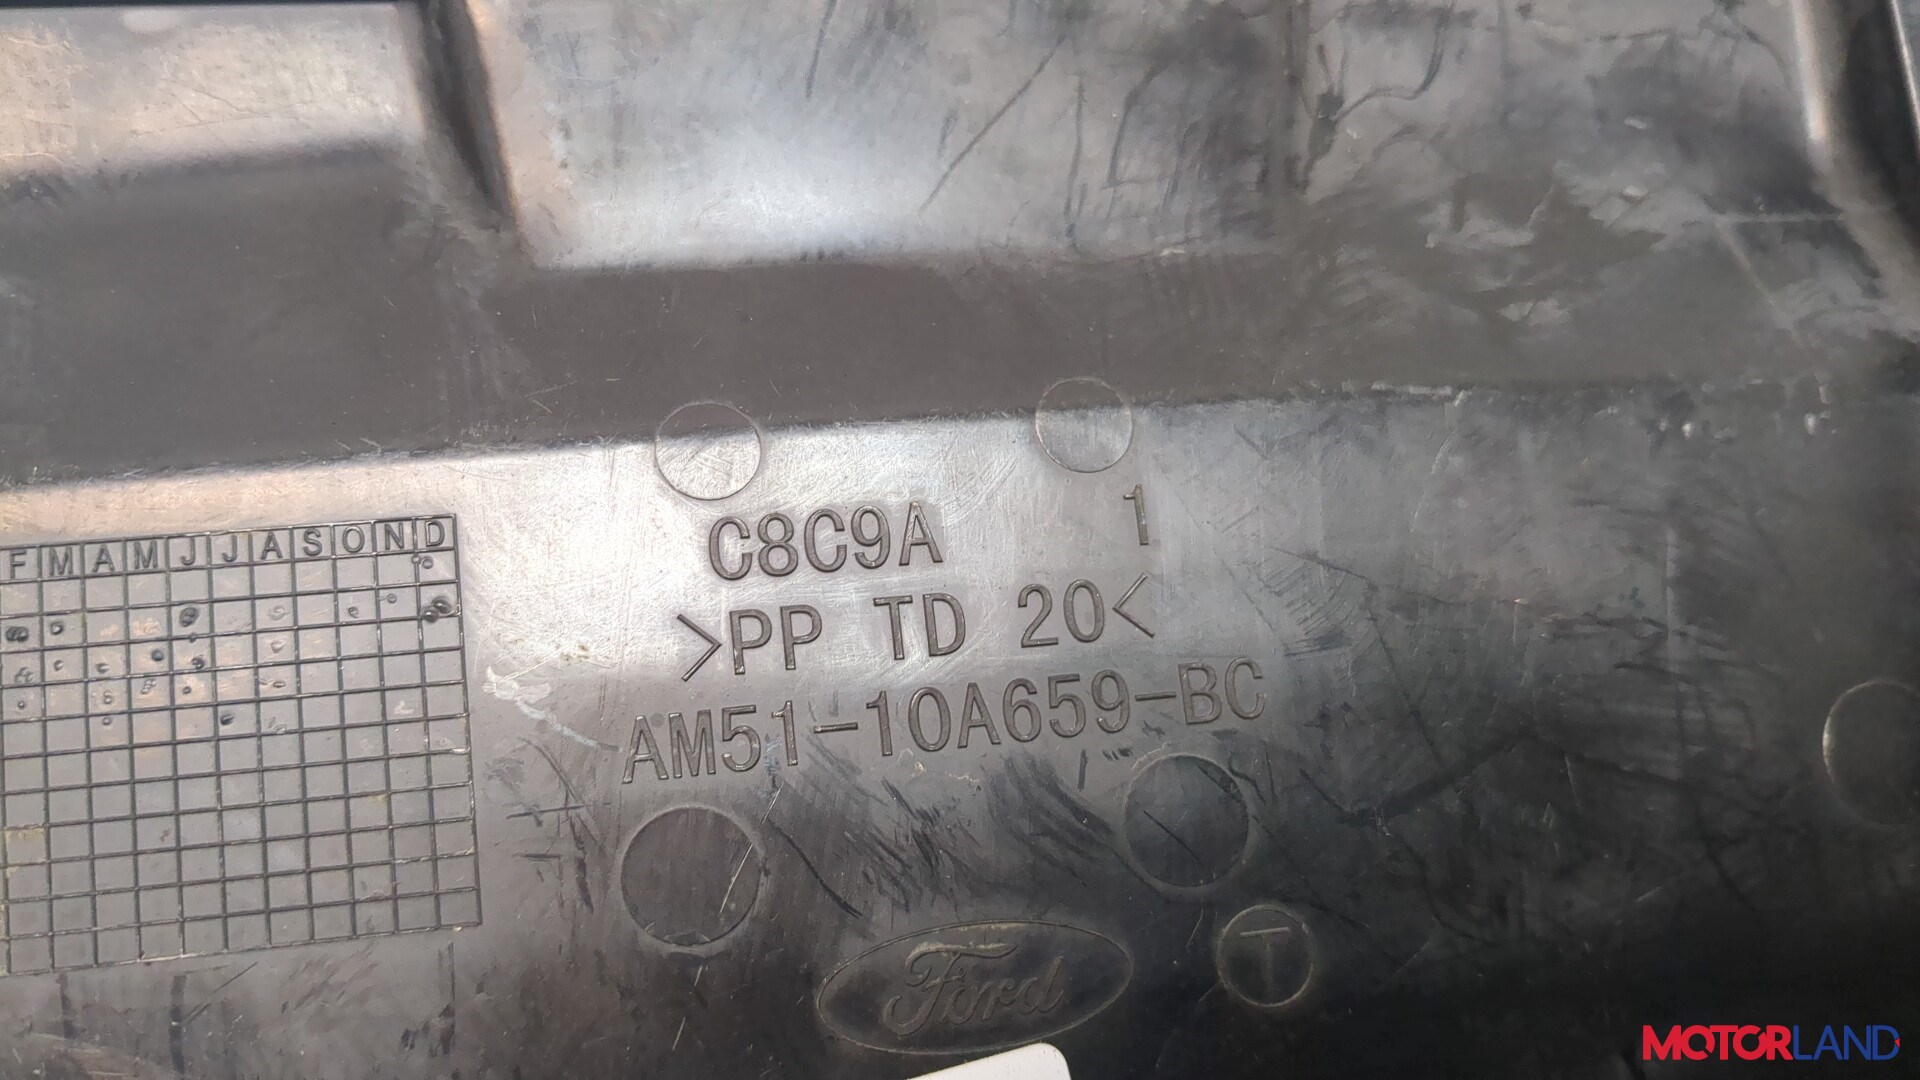 F M A M J J A S O N D
C8C9A 1
>PP TD 20<
AM51-10A659-BC
Ford
T
MOTORLAND